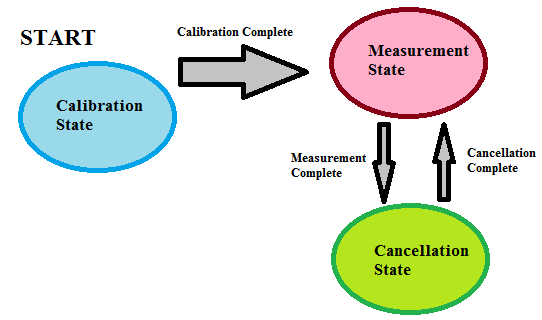 START
Calibration Complete
Calibration
State
Measurement
State
Measurement
Complete
Cancellation
Complete
Cancellation
State